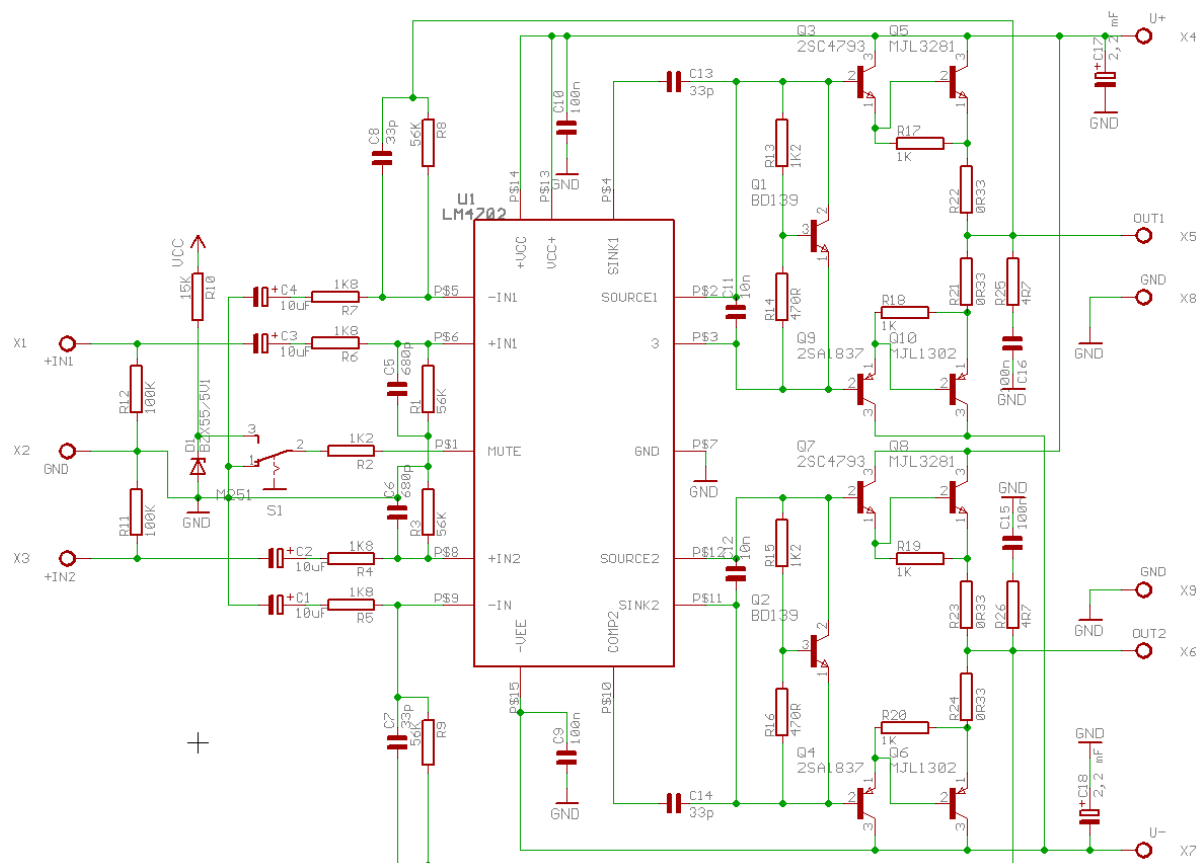 U+
X4
C17
2,2 mF
GND
Q3
2SC4793
Q5
MJL3281
C10
100n
GND
C13
33p
C8
33p
56K
R8
R13
1K2
R17
1K
P$14
P$13
P$4
U1
LM4702
Q1
BD139
R22
0R33
OUT1
X5
+VCC
VCC+
SINK1
VCC
15K
R10
C4
10uF
1K8
R7
P$5
-IN1
SOURCE1
P$2
C11
10n
R14
470R
R18
1K
R21
0R33
R25
4R7
GND
X8
GND
X1
+IN1
C3
10uF
1K8
R6
P$6
+IN1
3
P$3
Q9
2SA1837
Q10
MJL1302
C16
GND
R12
100K
C5
680p
R1
56K
X2
GND
D1
BZX55/5V1
3
2
1
1K2
R2
P$1
MUTE
GND
P$7
GND
Q7
2SC4793
Q8
MJL3281
GND
C15
100n
GND
M251
S1
C6
680p
R3
56K
R11
100K
X3
+IN2
C2
10uF
1K8
R4
P$8
+IN2
SOURCE2
P$12
C12
10n
R15
1K2
R19
1K
C1
10uF
1K8
R5
P$9
-IN
SINK2
P$11
Q2
BD139
R23
0R33
R26
4R7
GND
X9
GND
OUT2
X6
-VEE
COMP2
P$15
P$10
C7
33p
56K
R9
C9
100n
GND
R16
470R
R20
1K
R24
0R33
Q4
2SA1837
Q6
MJL1302
C14
33p
GND
C18
2,2 mF
U-
X7